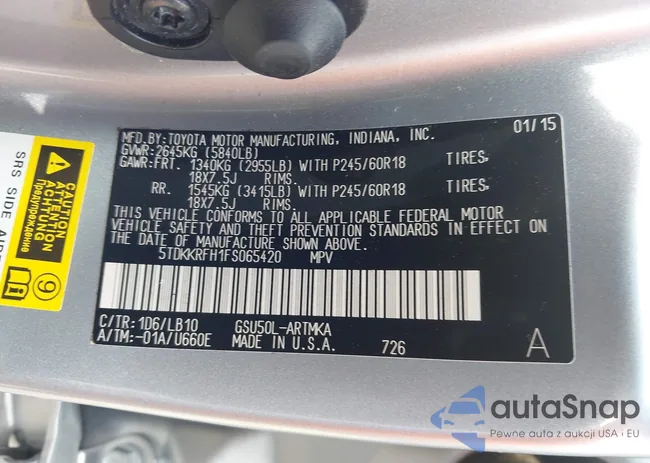 MFD. BY: TOYOTA MOTOR MANUFACTURING, INDIANA, INC. 01/15
GVWR: 2645KG (5840LB)
GAWR: FRT. 1340KG (2955LB) WITH P245/60R18 TIRES,
18X7.5J RIMS.
RR. 1545KG (3415LB) WITH P245/60R18 TIRES,
18X7.5J RIMS.
THIS VEHICLE CONFORMS TO ALL APPLICABLE FEDERAL MOTOR
VEHICLE SAFETY AND THEFT PREVENTION STANDARDS IN EFFECT ON
THE DATE OF MANUFACTURE SHOWN ABOVE.
5TDKKRFH1FS065420 MPV
C/TR: 1D6/LB10 GSU50L-ARTMKA
A/TM: -01A/U660E MADE IN U.S.A. 726 A
SRS SIDE AIR
CAUTION
ATTENTION
ACHTUNG
Предупреждение
9
autaSnap
Pewne auta z aukcji USA i EU